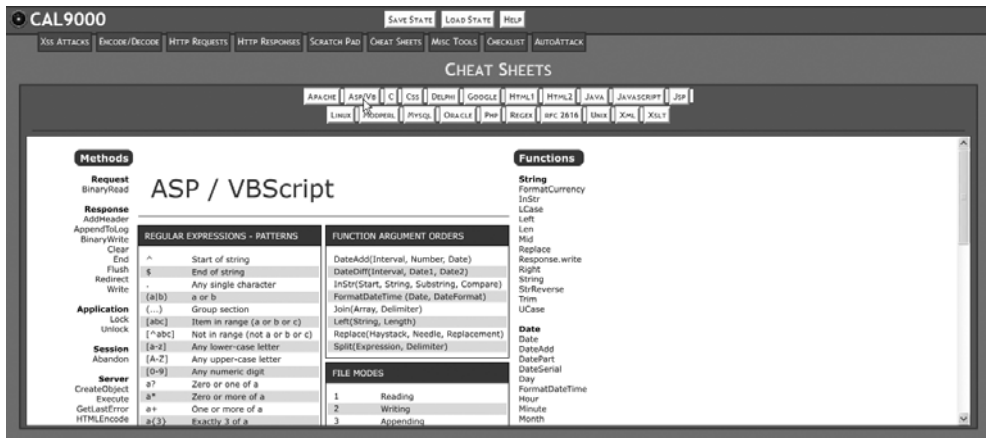 CAL9000
SAVE STATE LOAD STATE HELP
XSS ATTACKS ENCODE/DECODE HTTP REQUESTS HTTP RESPONSES SCRATCH PAD CHEAT SHEETS MISC TOOLS CHECKLIST AUTOATTACK
CHEAT SHEETS
APACHE ASP/VB C CSS DELPHI GOOGLE HTML1 HTML2 JAVA JAVASCRIPT JSP
LINUX MODPERL MYSQL ORACLE PHP REGEX RFC 2616 UNIX XML XSLT
Methods
Request
BinaryRead
Response
AddHeader
AppendToLog
BinaryWrite
Clear
End
Flush
Redirect
Write
Application
Lock
Unlock
Session
Abandon
Server
CreateObject
Execute
GetLastError
HTMLEncode
ASP / VBScript
REGULAR EXPRESSIONS - PATTERNS
^ Start of string
$ End of string
. Any single character
(a|b) a or b
(...) Group section
[abc] Item in range (a or b or c)
[^abc] Not in range (not a or b or c)
[a-z] Any lower-case letter
[A-Z] Any upper-case letter
[0-9] Any numeric digit
a? Zero or one of a
a* Zero or more of a
a+ One or more of a
a{3} Exactly 3 of a
FUNCTION ARGUMENT ORDERS
DateAdd(Interval, Number, Date)
DateDiff(Interval, Date1, Date2)
InStr(Start, String, Substring, Compare)
FormatDateTime (Date, DateFormat)
Join(Array, Delimiter)
Left(String, Length)
Replace(Haystack, Needle, Replacement)
Split(Expression, Delimiter)
FILE MODES
1 Reading
2 Writing
3 Appending
Functions
String
FormatCurrency
InStr
LCase
Left
Len
Mid
Replace
Response.write
Right
String
StrReverse
Trim
UCase
Date
Date
DateAdd
DatePart
DateSerial
Day
FormatDateTime
Hour
Minute
Month